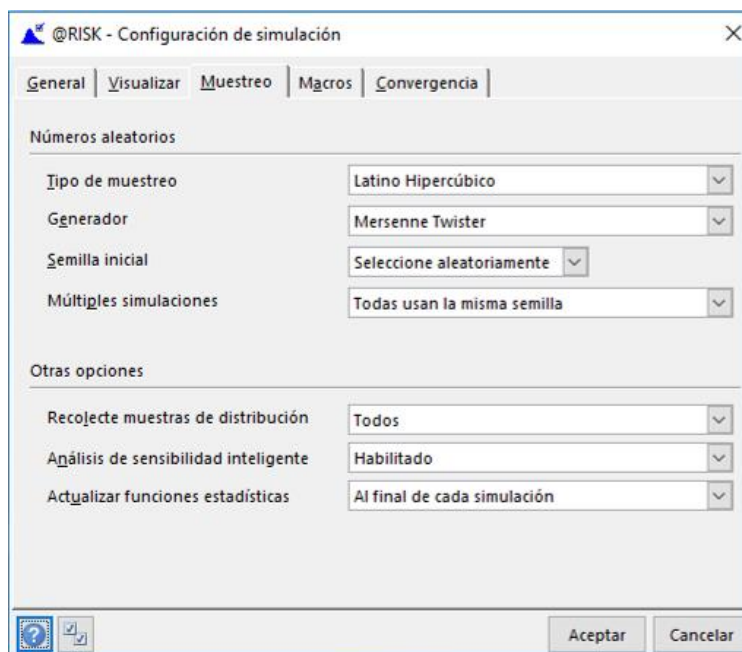 @RISK - Configuración de simulación
General Visualizar Muestreo Macros Convergencia
Números aleatorios
Tipo de muestreo Latino Hipercúbico
Generador Mersenne Twister
Semilla inicial Seleccione aleatoriamente
Múltiples simulaciones Todas usan la misma semilla
Otras opciones
Recolecte muestras de distribución Todos
Análisis de sensibilidad inteligente Habilitado
Actualizar funciones estadísticas Al final de cada simulación
Aceptar Cancelar